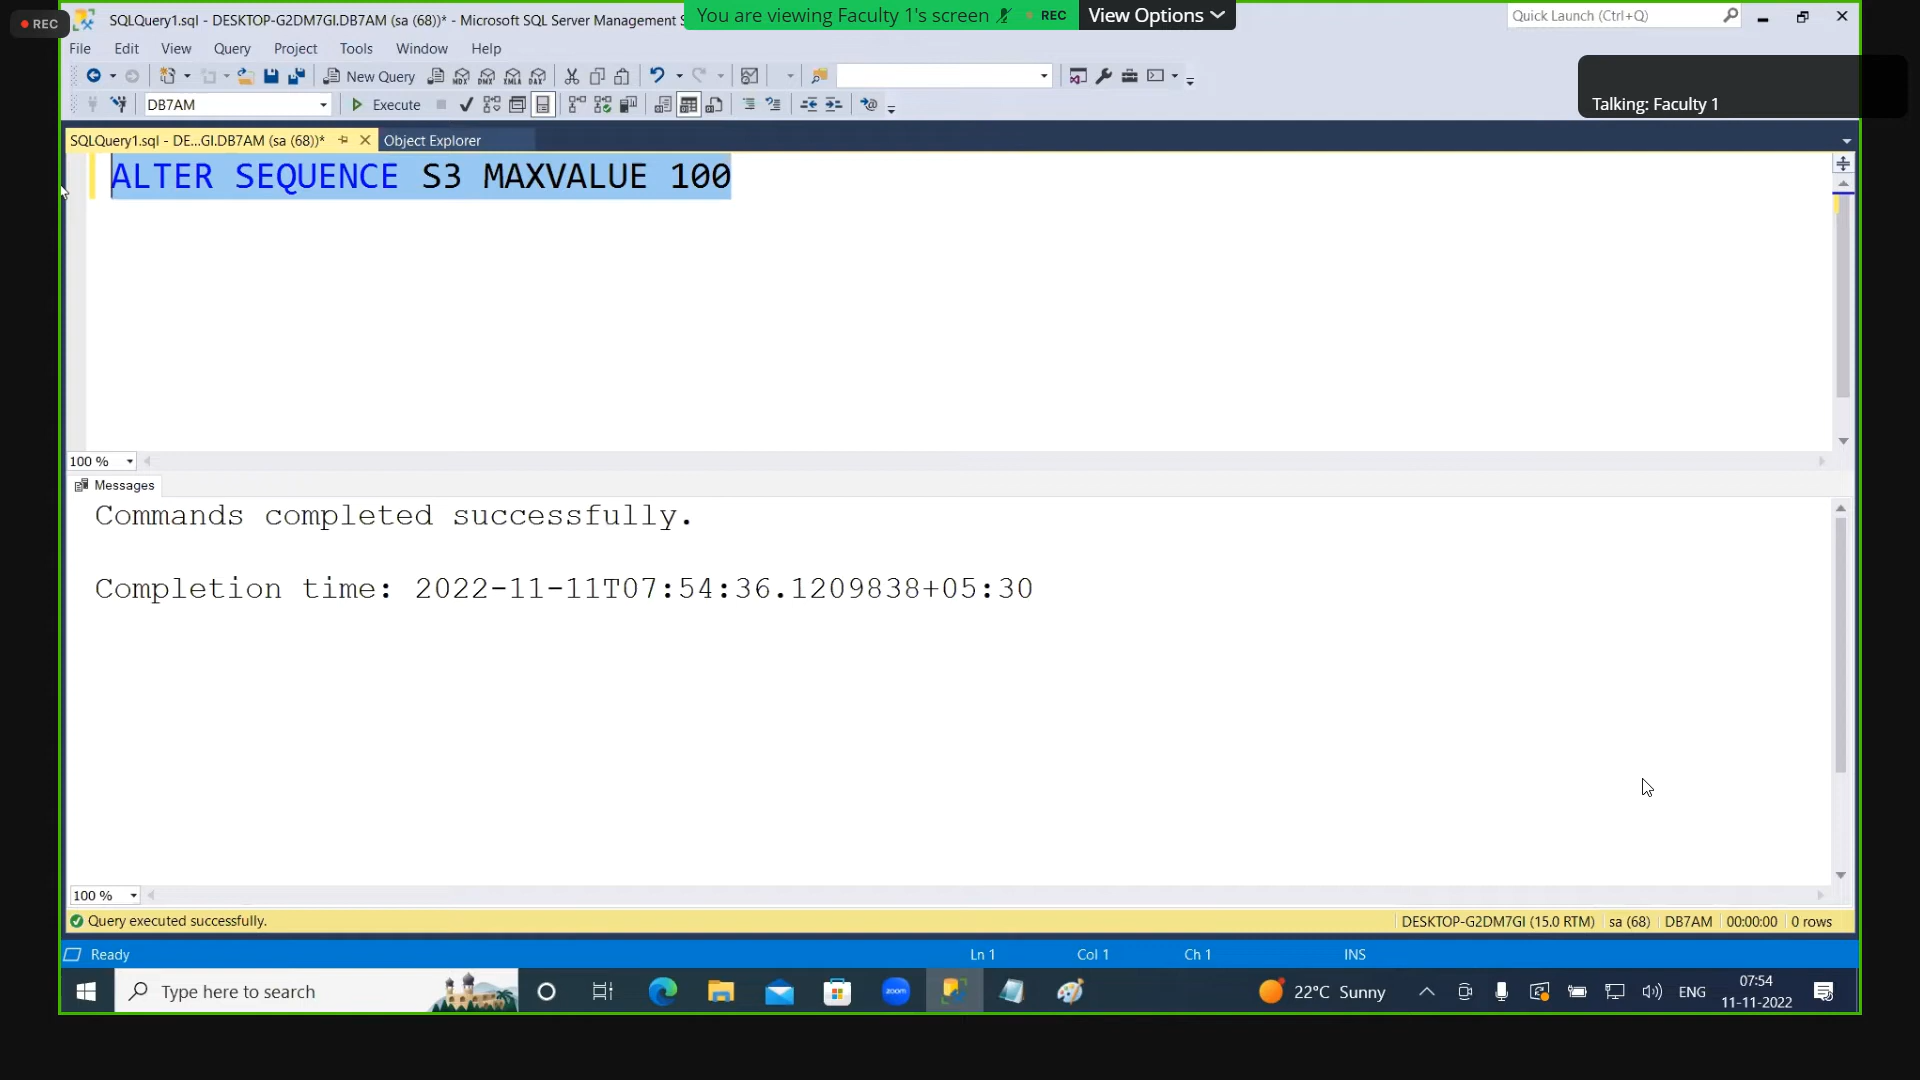 REC
SQLQuery1.sql - DESKTOP-G2DM7GI.DB7AM (sa (68))* - Microsoft SQL Server Management S
You are viewing Faculty 1's screen
REC
View Options
Quick Launch (Ctrl+Q)
File Edit View Query Project Tools Window Help
New Query
MDX DMX XMLA DAX
Talking: Faculty 1
DB7AM
Execute
SQLQuery1.sql - DE...GI.DB7AM (sa (68))*
Object Explorer
ALTER SEQUENCE S3 MAXVALUE 100
100 %
Messages
Commands completed successfully.
Completion time: 2022-11-11T07:54:36.1209838+05:30
100 %
Query executed successfully.
DESKTOP-G2DM7GI (15.0 RTM) sa (68) DB7AM 00:00:00 0 rows
Ready
Ln 1 Col 1 Ch 1 INS
Type here to search
zoom
22°C Sunny
ENG
07:54
11-11-2022